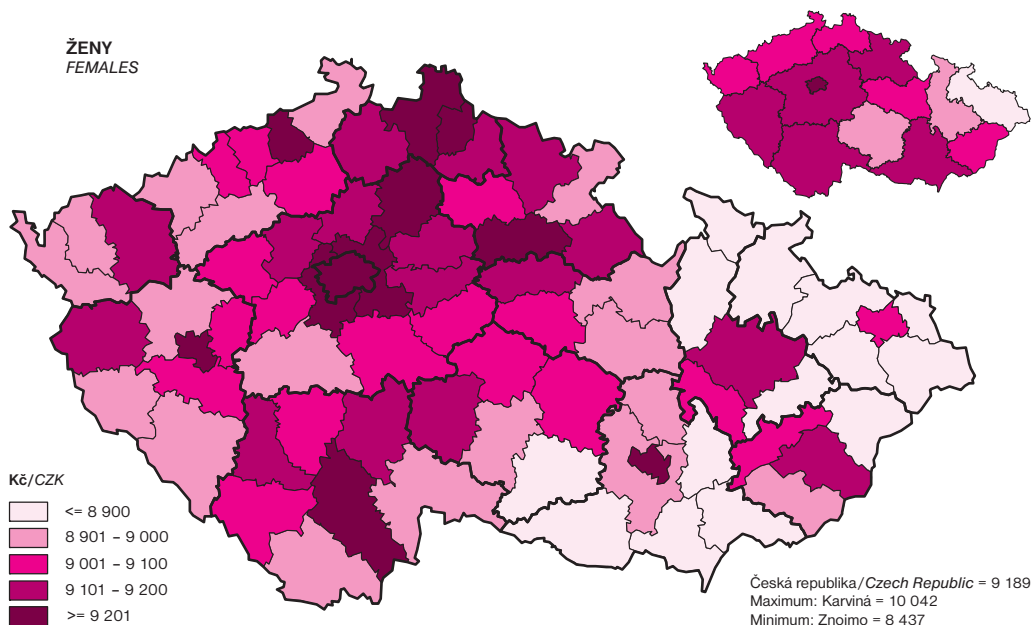 ŽENY
FEMALES
Kč/CZK
<= 8 900
8 901 – 9 000
9 001 – 9 100
9 101 – 9 200
>= 9 201
Česká republika/Czech Republic = 9 189
Maximum: Karviná = 10 042
Minimum: Znojmo = 8 437